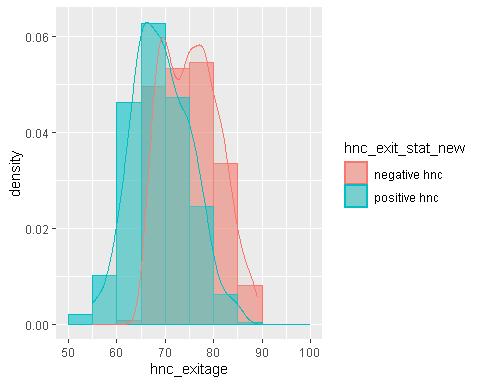 0.06
0.04
0.02
0.00
density
50 60 70 80 90 100
hnc_exitage
hnc_exit_stat_new
negative hnc
positive hnc